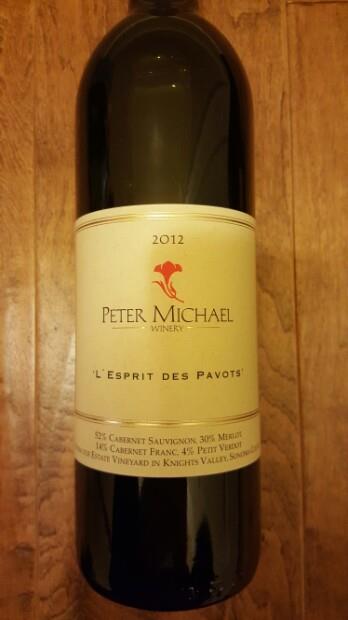 2012
PETER MICHAEL
WINERY
'L'ESPRIT DES PAVOTS'
52% CABERNET SAUVIGNON, 30% MERLOT,
14% CABERNET FRANC, 4% PETIT VERDOT
ESTATE VINEYARD IN KNIGHTS VALLEY, SONOMA